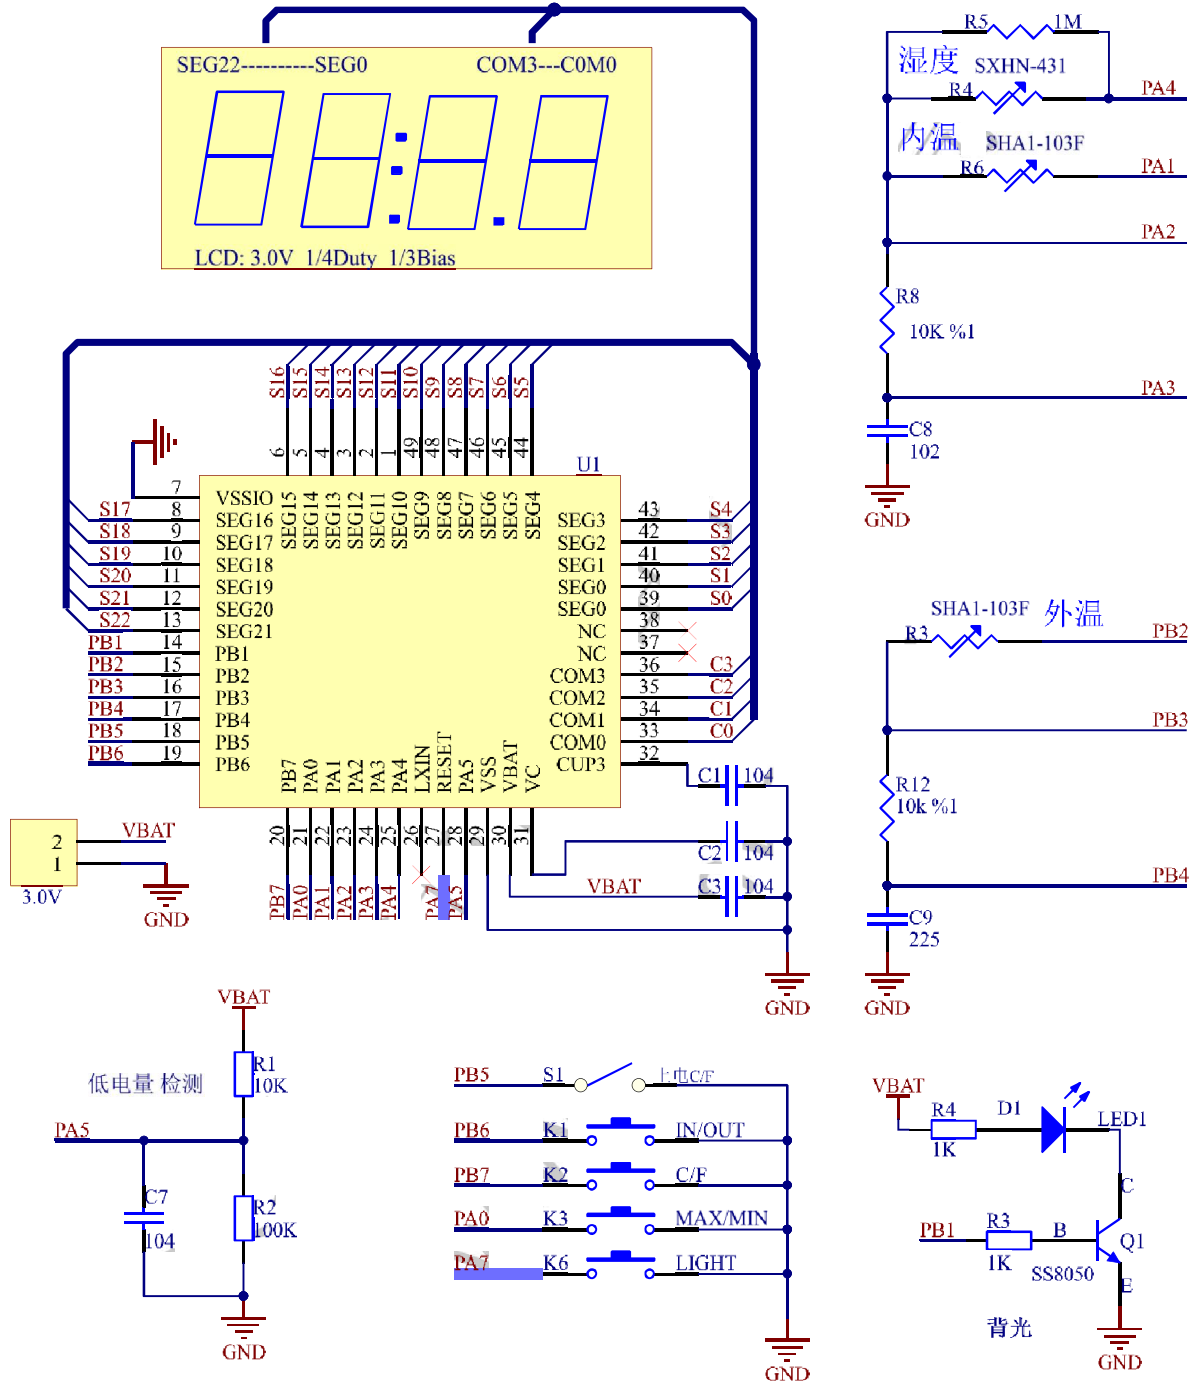 SEG22----------SEG0 COM3---C0M0
LCD: 3.0V 1/4Duty 1/3Bias
R5 1M
湿度 SXHN-431
R4 PA4
内温 SHA1-103F
R6 PA1
PA2
R8
10K %1
PA3
C8
102
GND
S16 S15 S14 S13 S12 S11 S10 S9 S8 S7 S6 S5
6 5 4 3 2 1 49 48 47 46 45 44
U1
SEG15 SEG14 SEG13 SEG12 SEG11 SEG10 SEG9 SEG8 SEG7 SEG6 SEG5 SEG4
7 VSSIO
S17 8 SEG16
S18 9 SEG17
S19 10 SEG18
S20 11 SEG19
S21 12 SEG20
S22 13 SEG21
PB1 14 PB1
PB2 15 PB2
PB3 16 PB3
PB4 17 PB4
PB5 18 PB5
PB6 19 PB6
SEG3 43 S4
SEG2 42 S3
SEG1 41 S2
SEG0 40 S1
SEG0 39 S0
NC 38
NC 37
COM3 36 C3
COM2 35 C2
COM1 34 C1
COM0 33 C0
CUP3 32
PB7 PA0 PA1 PA2 PA3 PA4 LXIN RESET PA5 VSS VBAT VC
20 21 22 23 24 25 26 27 28 29 30 31
PB7 PA0 PA1 PA2 PA3 PA4 PA7 PA5
C1 104
C2 104
VBAT C3 104
GND
2 VBAT
1
3.0V
GND
SHA1-103F 外温
R3 PB2
PB3
R12
10k %1
PB4
C9
225
GND
VBAT
R1
10K
低电量 检测
PA5
C7
104
R2
100K
GND
PB5 S1 上电C/F
PB6 K1 IN/OUT
PB7 K2 C/F
PA0 K3 MAX/MIN
PA7 K6 LIGHT
GND
VBAT
R4 D1 LED1
1K
C
PB1 R3 B Q1
1K SS8050
E
背光
GND